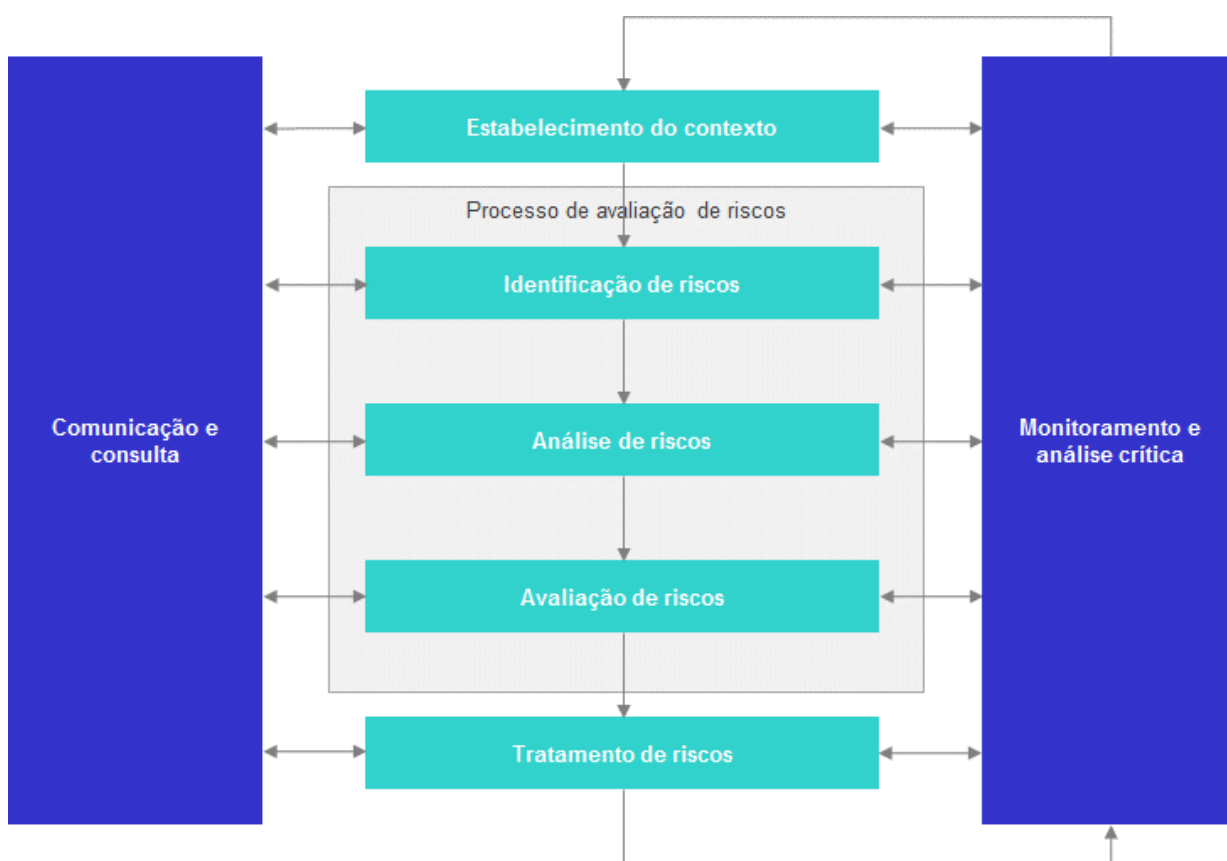 Estabelecimento do contexto
Processo de avaliação de riscos
Identificação de riscos
Comunicação e
consulta
Análise de riscos
Monitoramento e
análise crítica
Avaliação de riscos
Tratamento de riscos